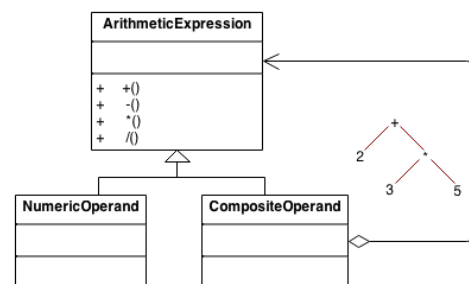 ArithmeticExpression
+ +()
+ -()
+ *()
+ /()
+
2 *
3 5
NumericOperand
CompositeOperand